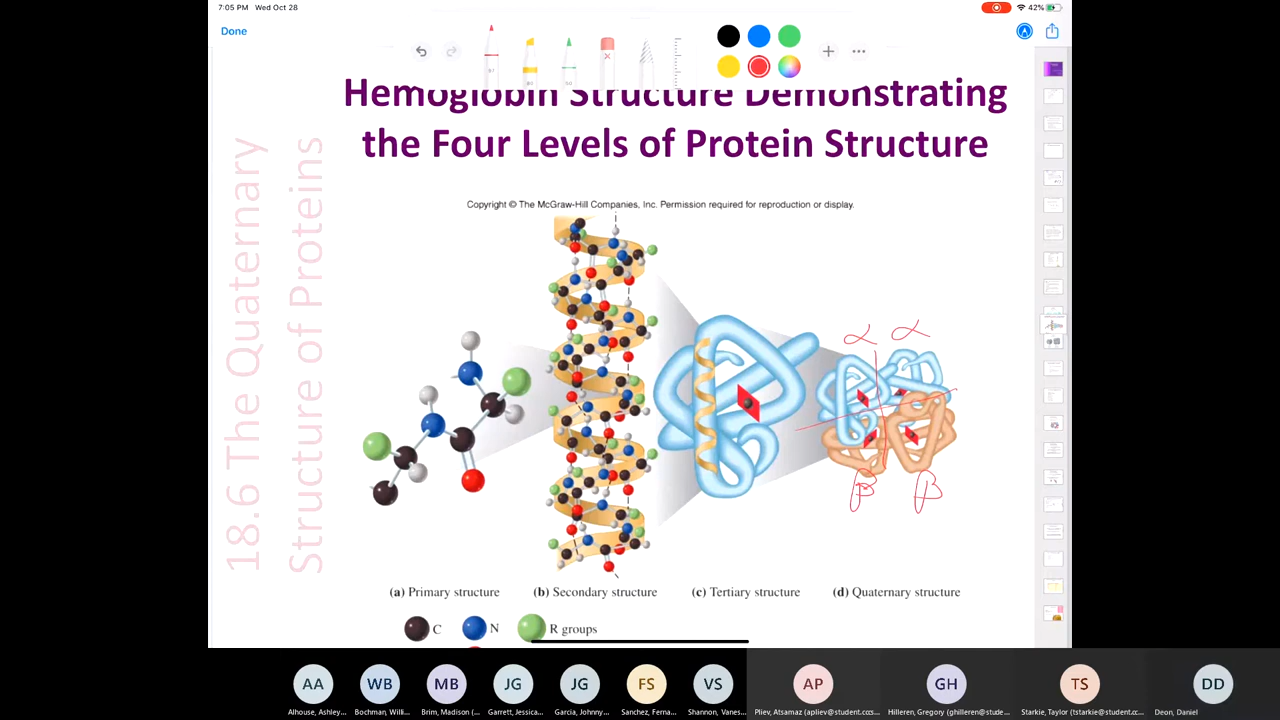 7:05 PM Wed Oct 28
42%
Done
Hemoglobin Structure Demonstrating
the Four Levels of Protein Structure
18.6 The Quaternary
Structure of Proteins
Copyright © The McGraw-Hill Companies, Inc. Permission required for reproduction or display.
α α
β β
(a) Primary structure (b) Secondary structure (c) Tertiary structure (d) Quaternary structure
C N R groups
AA WB MB JG JG FS VS AP GH TS DD
Alhouse, Ashley... Bochman, Willi... Brim, Madison (... Garrett, Jessica... Garcia, Johnny... Sanchez, Ferna... Shannon, Vanes... Pliev, Atsamaz (apliev@student.ccs... Hilleren, Gregory (ghilleren@stude... Starkie, Taylor (tstarkie@student.cc... Deon, Daniel